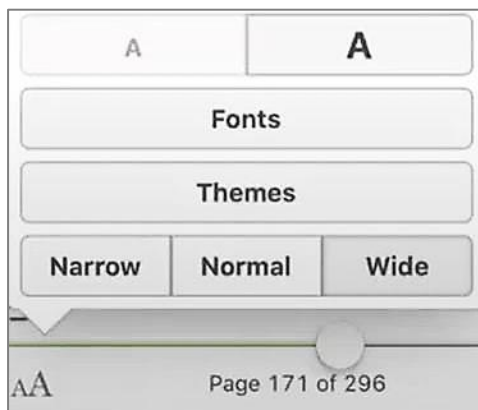 A A
Fonts
Themes
Narrow Normal Wide
AA Page 171 of 296